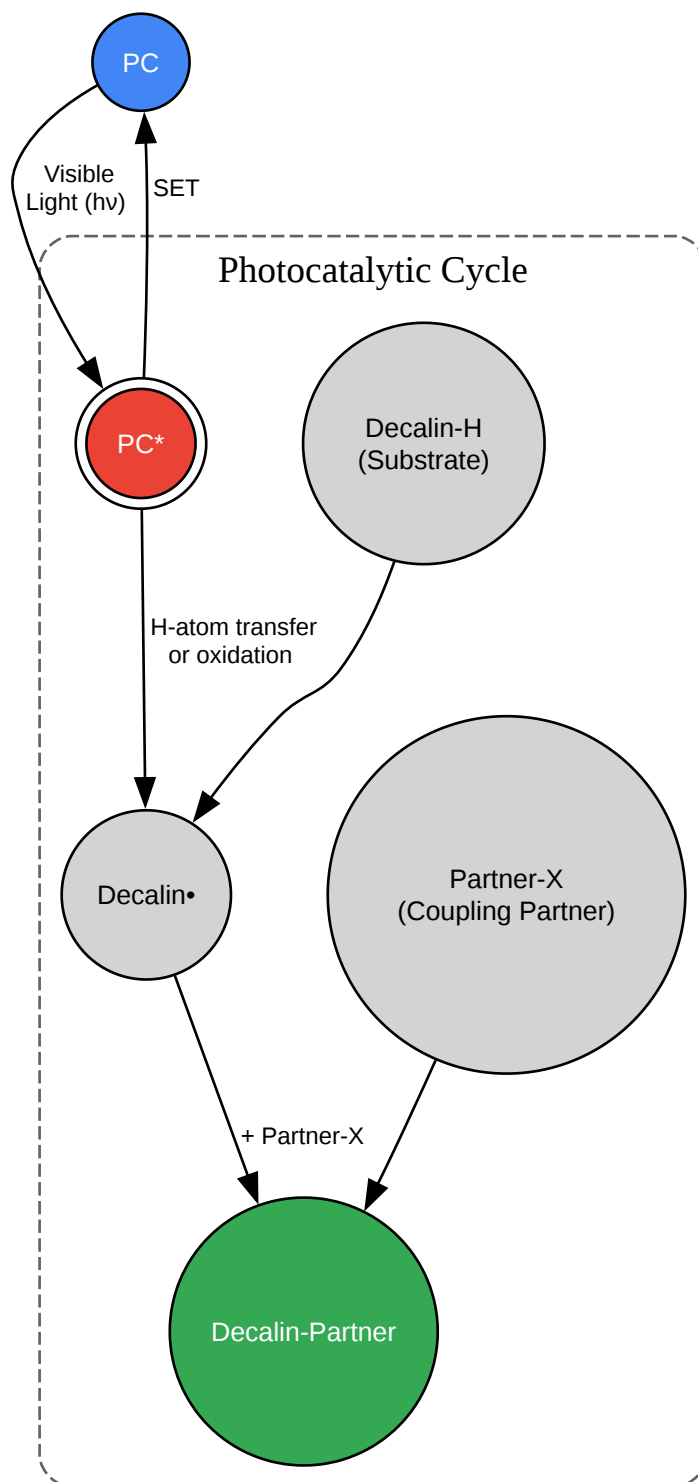 PC
Visible
Light (hν)
SET
Photocatalytic Cycle
PC*
Decalin-H
(Substrate)
H-atom transfer
or oxidation
Decalin•
Partner-X
(Coupling Partner)
+ Partner-X
Decalin-Partner